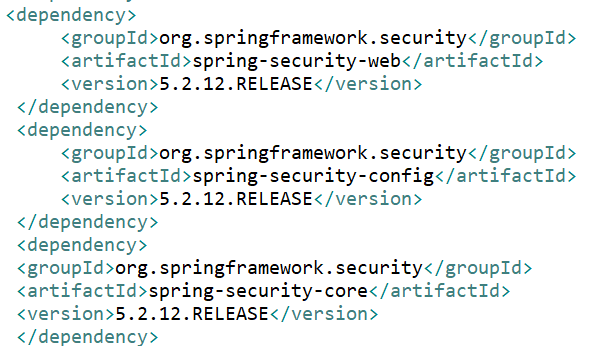 <dependency>
<groupId>org.springframework.security</groupId>
<artifactId>spring-security-web</artifactId>
<version>5.2.12.RELEASE</version>
</dependency>
<dependency>
<groupId>org.springframework.security</groupId>
<artifactId>spring-security-config</artifactId>
<version>5.2.12.RELEASE</version>
</dependency>
<dependency>
<groupId>org.springframework.security</groupId>
<artifactId>spring-security-core</artifactId>
<version>5.2.12.RELEASE</version>
</dependency>